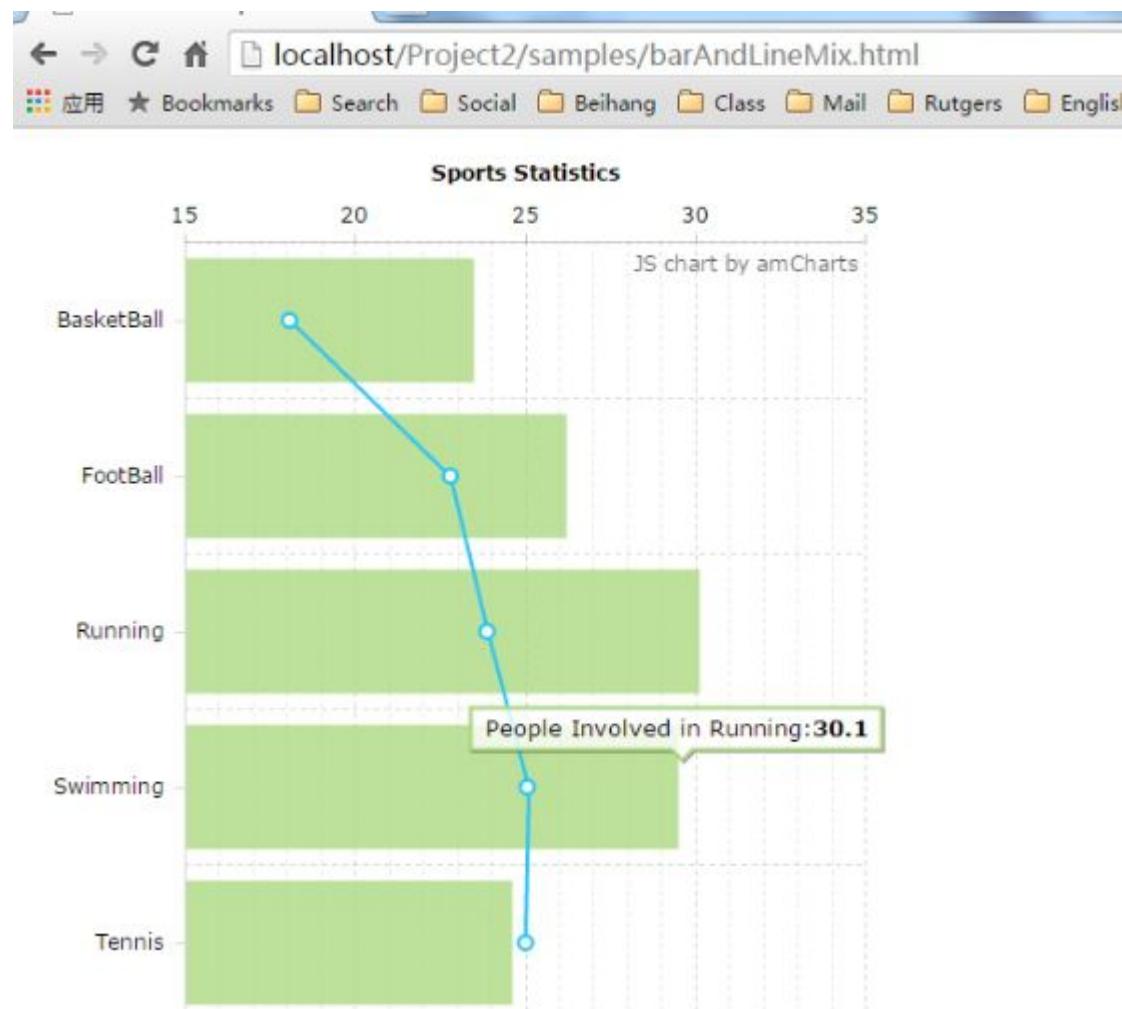 localhost/Project2/samples/barAndLineMix.html
应用 Bookmarks Search Social Beihang Class Mail Rutgers
Sports Statistics
15 20 25 30 35
JS chart by amCharts
BasketBall
FootBall
Running
People Involved in Running:30.1
Swimming
Tennis